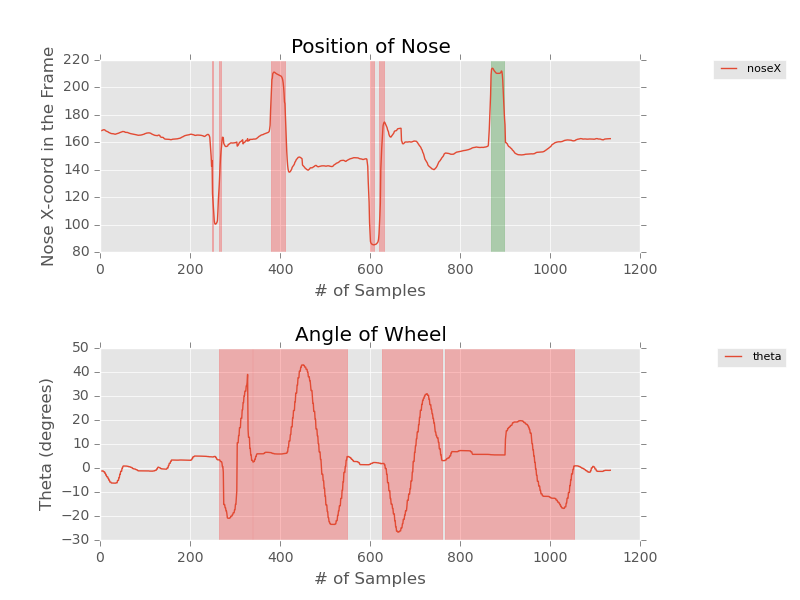 Position of Nose
Nose X-coord in the Frame
220
200
180
160
140
120
100
80
0 200 400 600 800 1000 1200
# of Samples
noseX
Angle of Wheel
Theta (degrees)
50
40
30
20
10
0
−10
−20
−30
0 200 400 600 800 1000 1200
# of Samples
theta